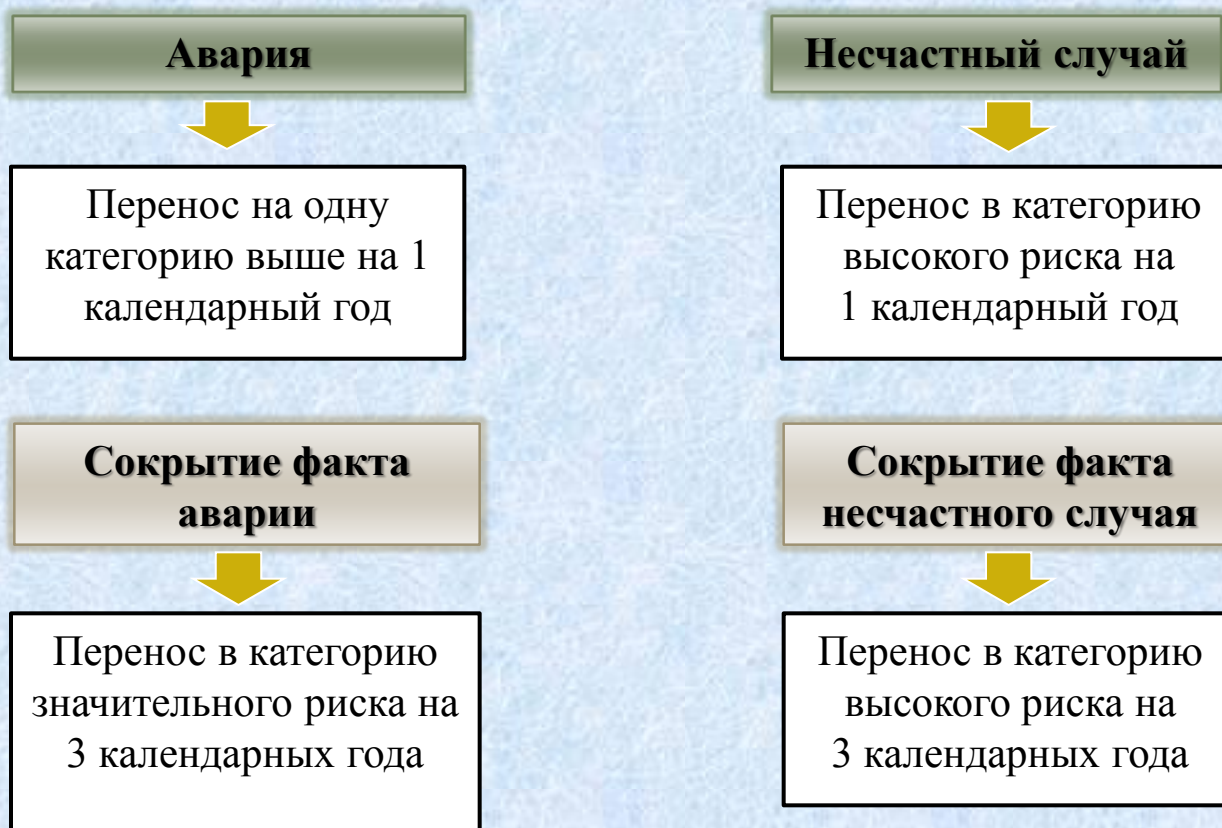 Авария
Перенос на одну
категорию выше на 1
календарный год
Несчастный случай
Перенос в категорию
высокого риска на
1 календарный год
Сокрытие факта
аварии
Перенос в категорию
значительного риска на
3 календарных года
Сокрытие факта
несчастного случая
Перенос в категорию
высокого риска на
3 календарных года